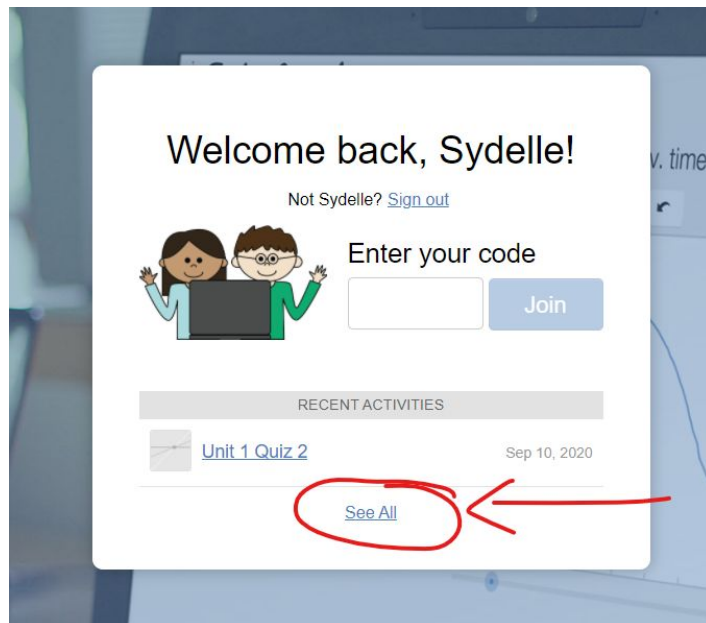 v. time
Welcome back, Sydelle!
Not Sydelle? Sign out
Enter your code
Join
RECENT ACTIVITIES
Unit 1 Quiz 2
Sep 10, 2020
See All